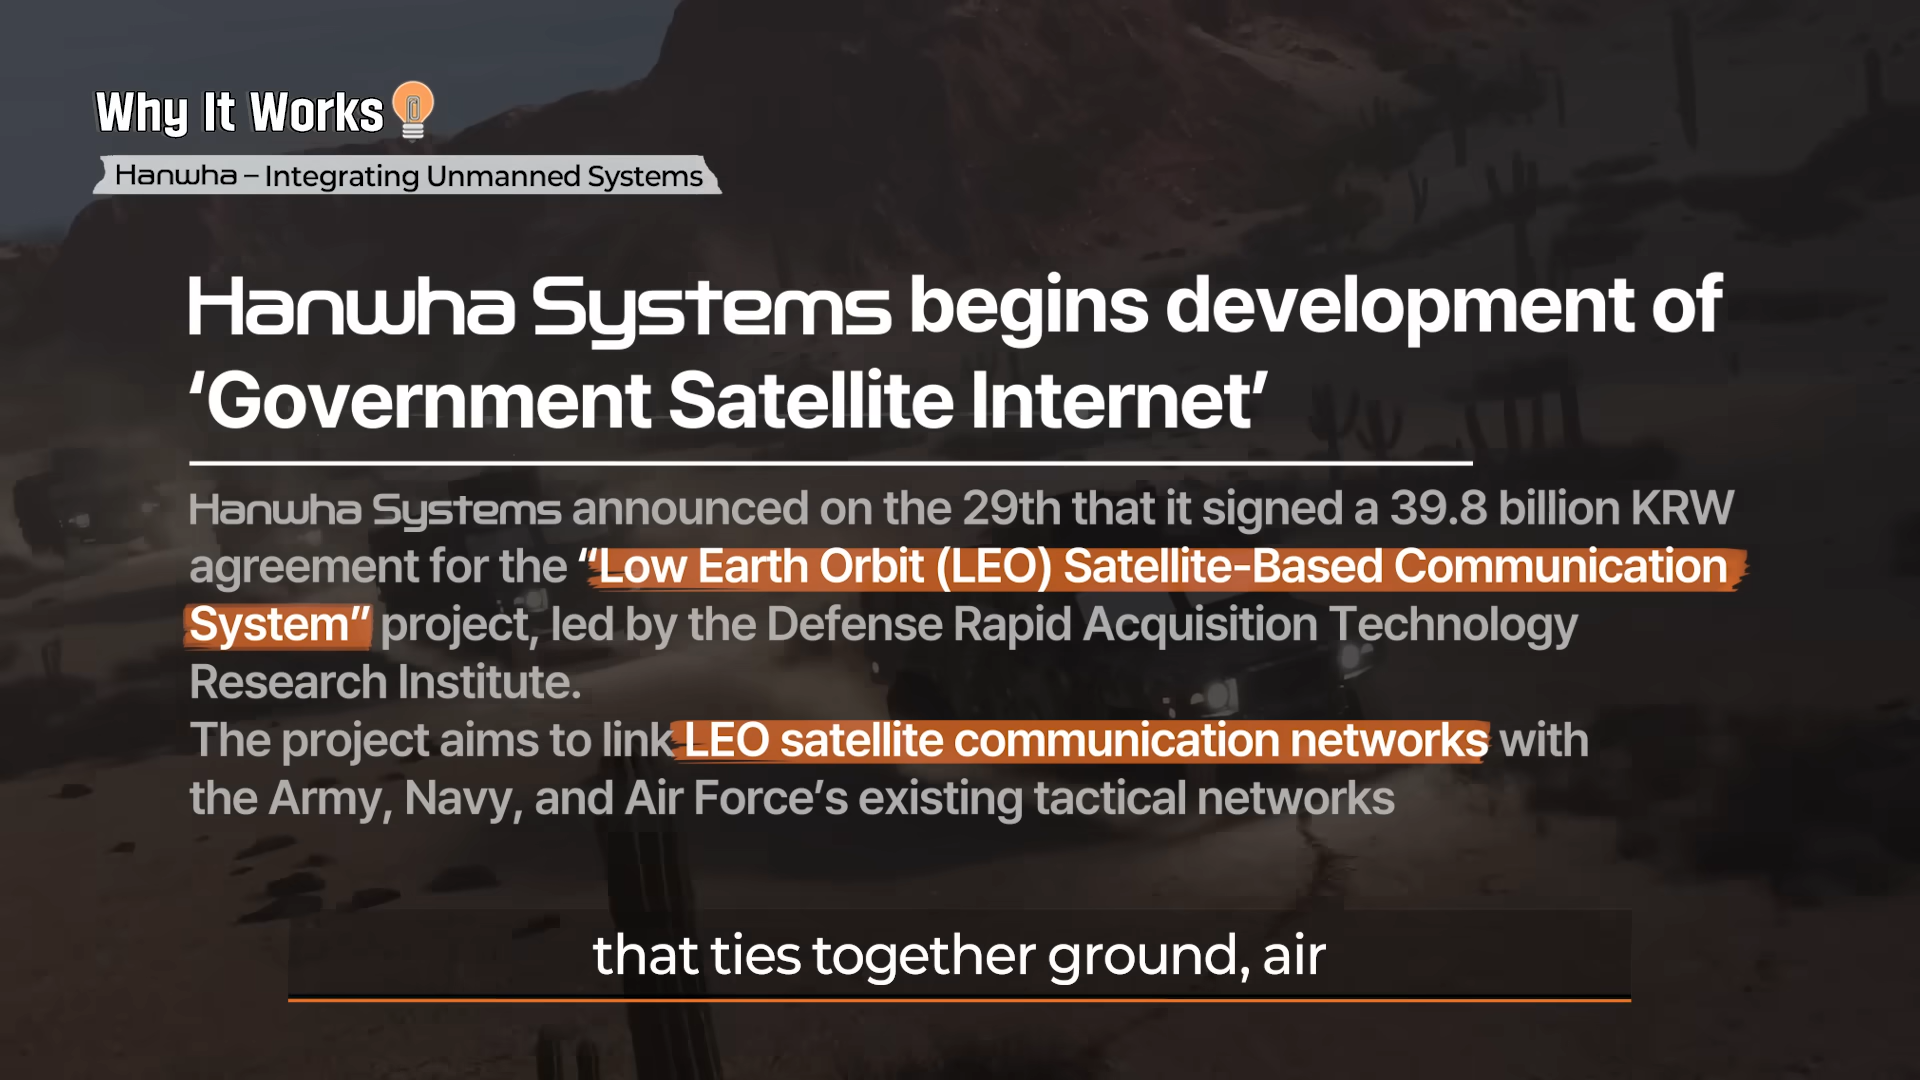 Why It Works
Hanwha – Integrating Unmanned Systems
Hanwha Systems begins development of
‘Government Satellite Internet’
Hanwha Systems announced on the 29th that it signed a 39.8 billion KRW
agreement for the “Low Earth Orbit (LEO) Satellite-Based Communication
System” project, led by the Defense Rapid Acquisition Technology
Research Institute.
The project aims to link LEO satellite communication networks with
the Army, Navy, and Air Force’s existing tactical networks
that ties together ground, air